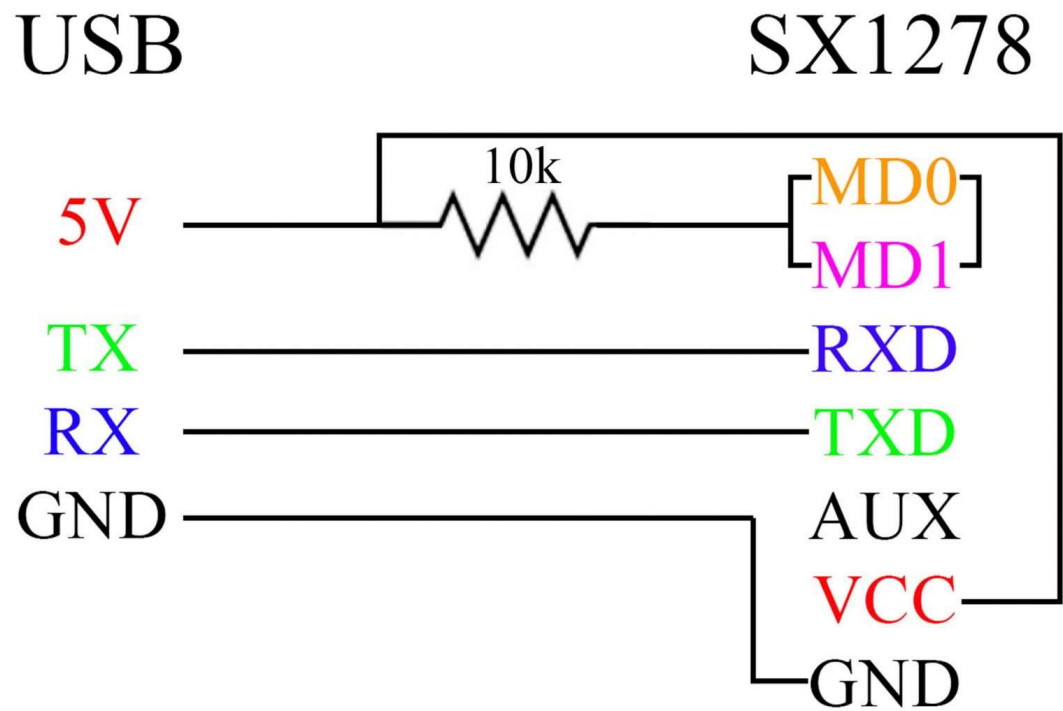 USB SX1278
10k
5V MD0
MD1
TX RXD
RX TXD
GND AUX
VCC
GND